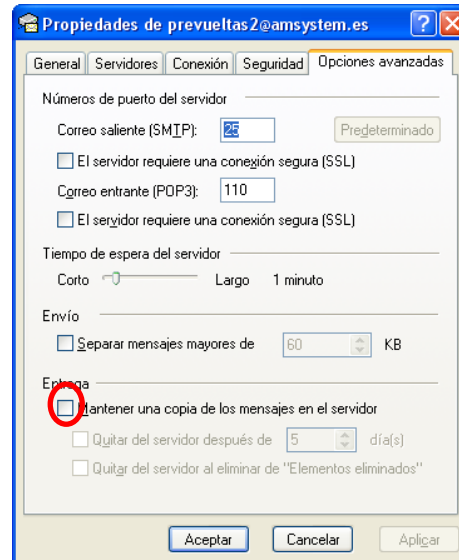 Propiedades de prevueltas2@amsystem.es
General Servidores Conexión Seguridad Opciones avanzadas
Números de puerto del servidor
Correo saliente (SMTP): 25 Predeterminado
El servidor requiere una conexión segura (SSL)
Correo entrante (POP3): 110
El servidor requiere una conexión segura (SSL)
Tiempo de espera del servidor
Corto Largo 1 minuto
Envío
Separar mensajes mayores de 60 KB
Entrega
Mantener una copia de los mensajes en el servidor
Quitar del servidor después de 5 día(s)
Quitar del servidor al eliminar de "Elementos eliminados"
Aceptar Cancelar Aplicar